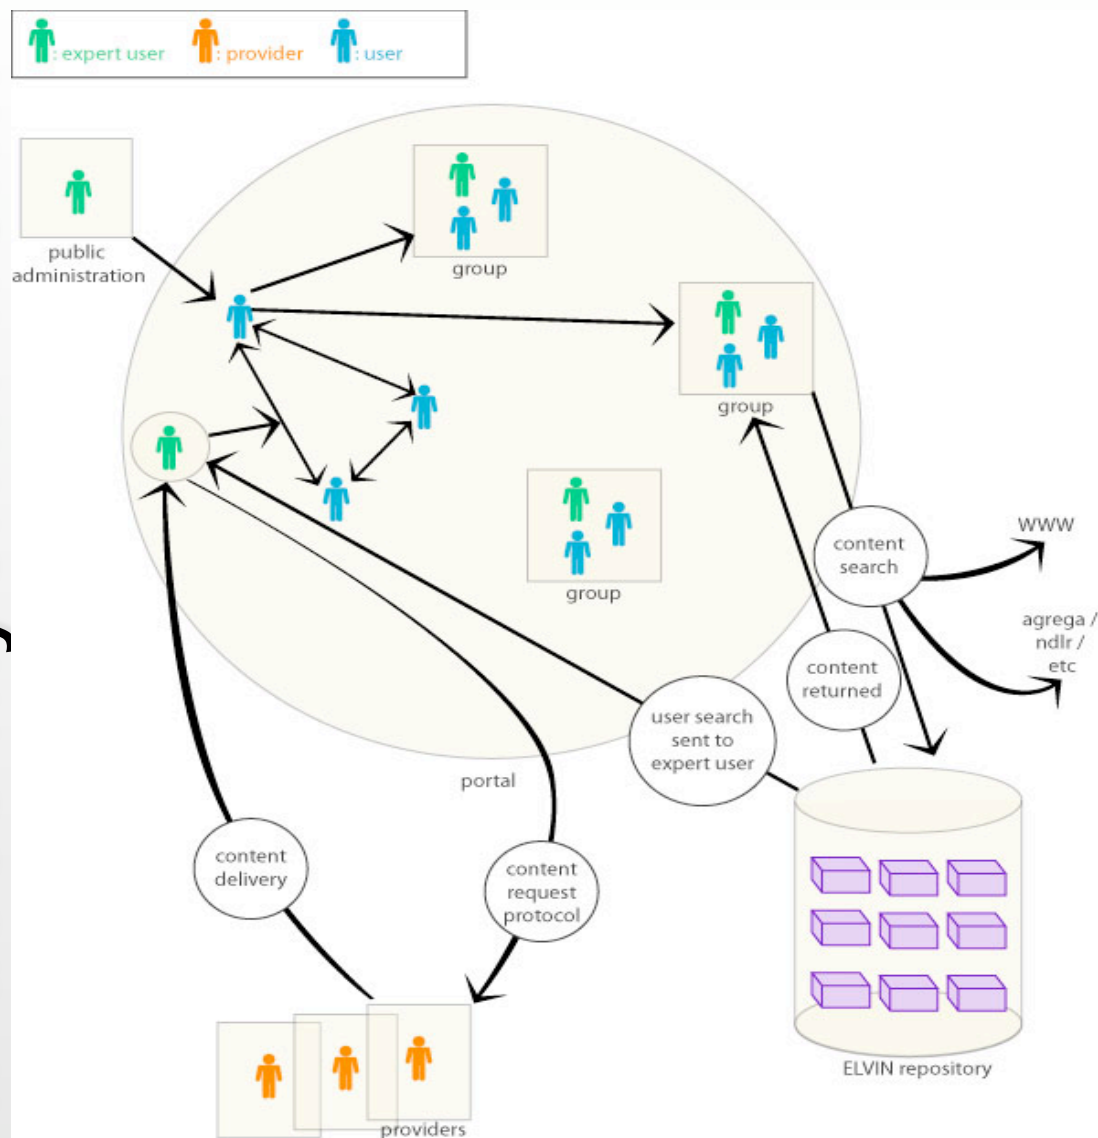 : expert user
: provider
: user
public
administration
group
group
group
WWW
content
search
agrega /
ndlr /
etc
content
returned
user search
sent to
expert user
portal
content
delivery
content
request
protocol
ELVIN repository
providers